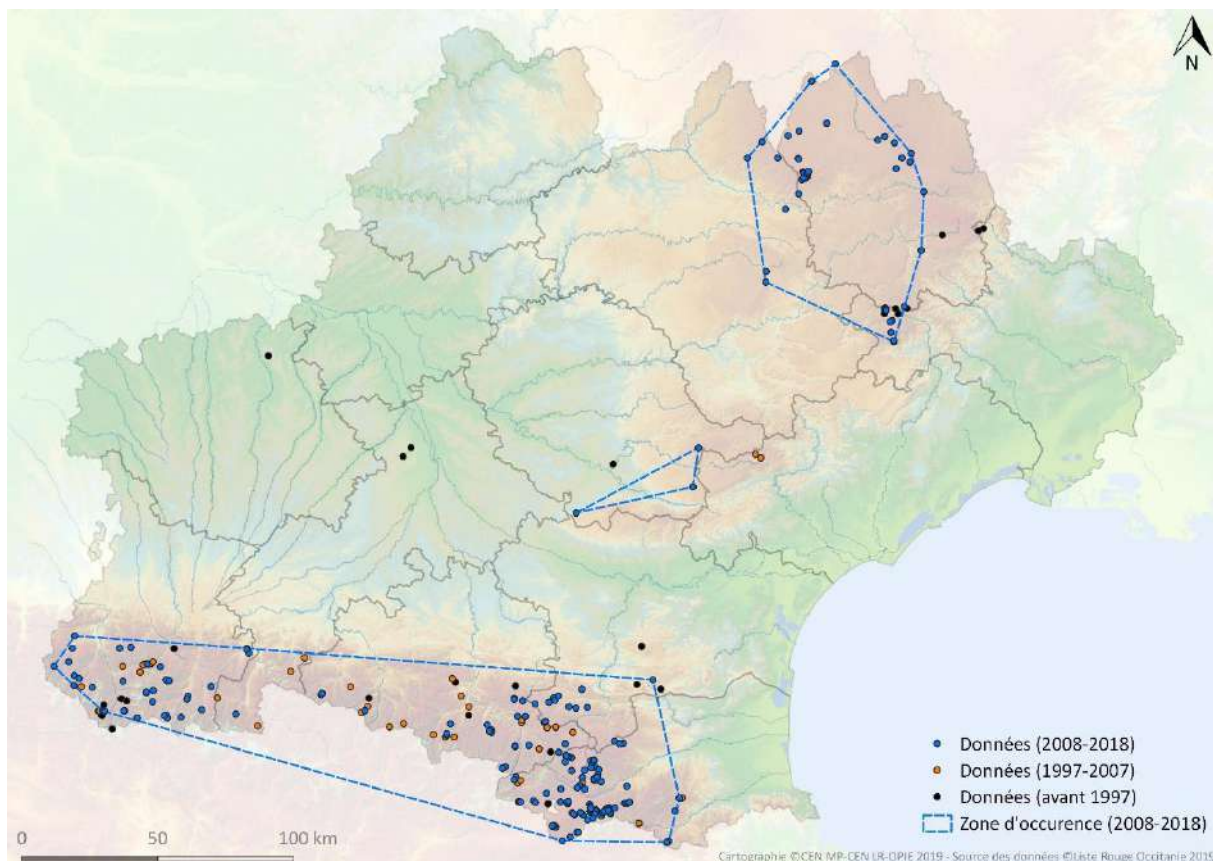 N
Données (2008-2018)
Données (1997-2007)
Données (avant 1997)
Zone d'occurence (2008-2018)
0 50 100 km
Cartographie ©CEN MP-CEN LR-OPIE 2019 - Source des données ©Liste Rouge Occitanie 2019